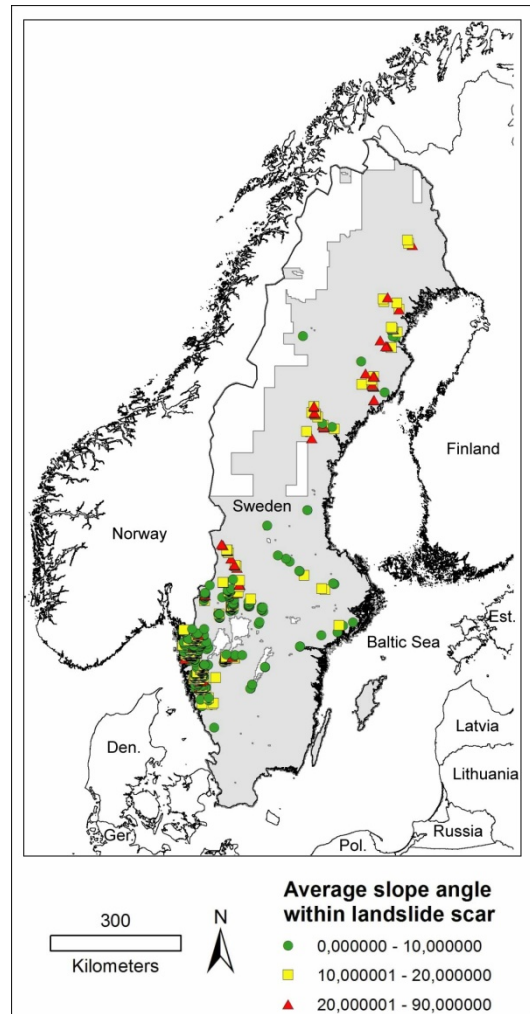 Finland
Sweden
Norway
Est.
Baltic Sea
Latvia
Den.
Lithuania
Ger.
Russia
Pol.
Average slope angle
within landslide scar
300
Kilometers
N
0,000000 - 10,000000
10,000001 - 20,000000
20,000001 - 90,000000